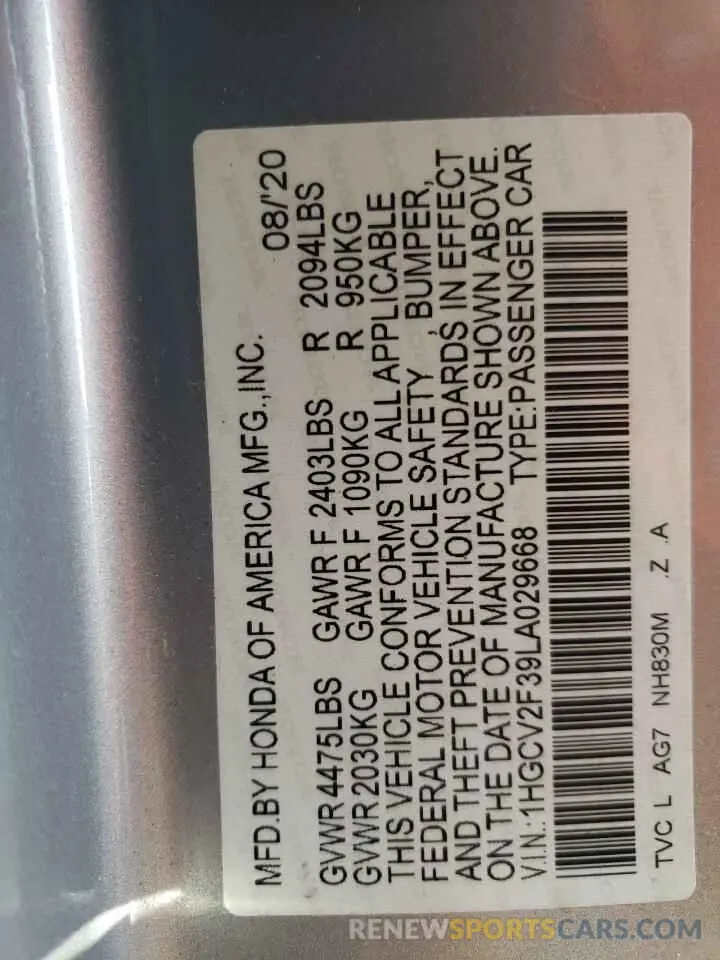 MFD.BY HONDA OF AMERICA MFG.,INC. 08/'20
GVWR 4475LBS GAWR F 2403LBS R 2094LBS
GVWR 2030KG GAWR F 1090KG R 950KG
THIS VEHICLE CONFORMS TO ALL APPLICABLE
FEDERAL MOTOR VEHICLE SAFETY, BUMPER,
AND THEFT PREVENTION STANDARDS IN EFFECT
ON THE DATE OF MANUFACTURE SHOWN ABOVE.
V.I.N.:1HGCV2F39LA029668 TYPE:PASSENGER CAR
TVC L AG7 NH830M .Z .A
RENEWSPORTSCARS.COM